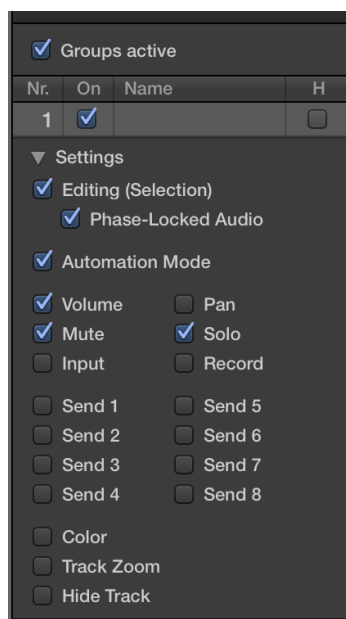 Groups active
Nr. On Name H
1
Settings
Editing (Selection)
Phase-Locked Audio
Automation Mode
Volume Pan
Mute Solo
Input Record
Send 1 Send 5
Send 2 Send 6
Send 3 Send 7
Send 4 Send 8
Color
Track Zoom
Hide Track